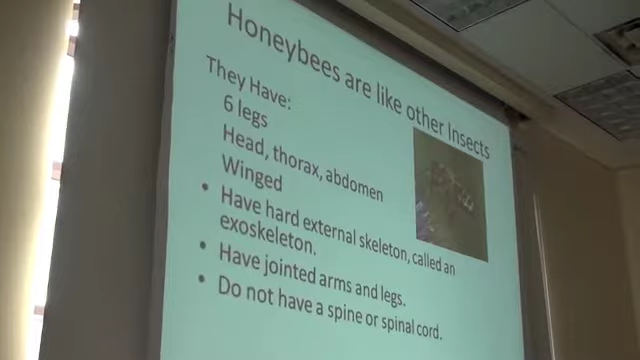 Honeybees are like other Insects
They Have:
6 legs
Head, thorax, abdomen
Winged
• Have hard external skeleton, called an
exoskeleton.
• Have jointed arms and legs.
• Do not have a spine or spinal cord.